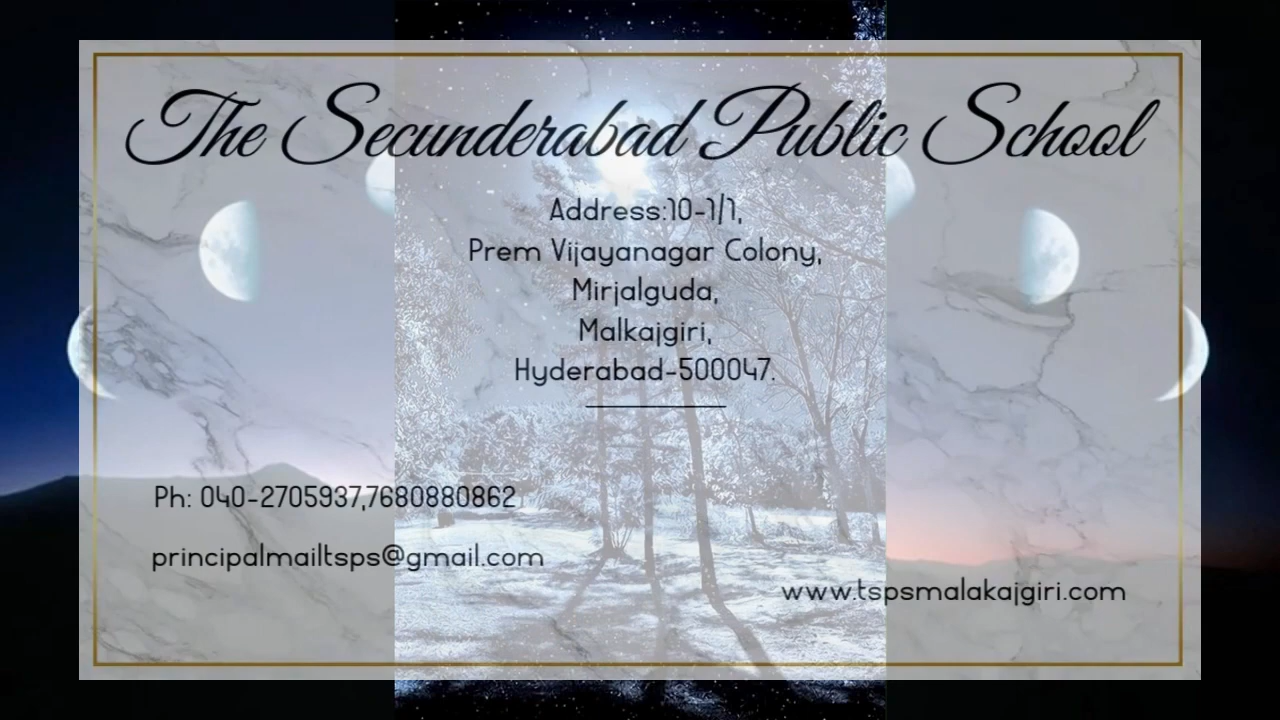 The Secunderabad Public School
Address:10-1/1,
Prem Vijayanagar Colony,
Mirjalguda,
Malkajgiri,
Hyderabad-500047.
Ph: 040-27059377,7680880862
principalmailtsps@gmail.com
www.tspsmalakajgiri.com